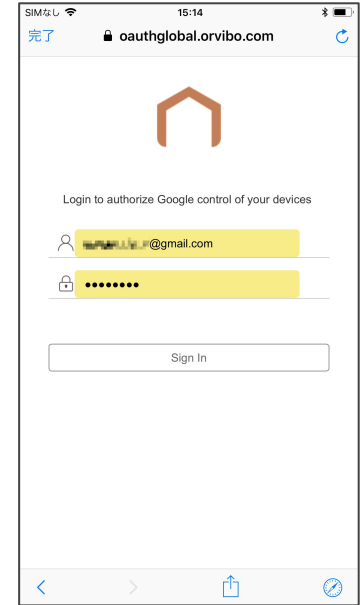 SIMなし 15:14
完了 oauthglobal.orvibo.com
Login to authorize Google control of your devices
@gmail.com
••••••••
Sign In